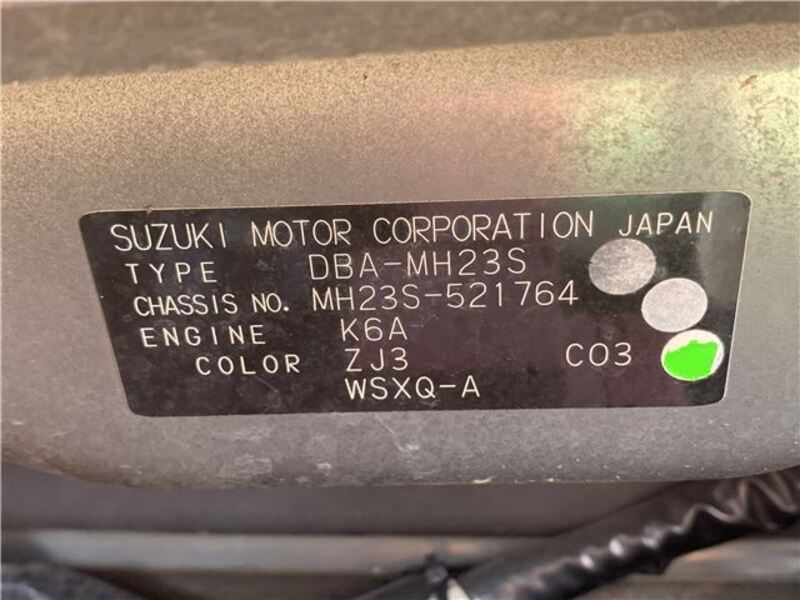 SUZUKI MOTOR CORPORATION JAPAN
TYPE DBA-MH23S
CHASSIS NO. MH23S-521764
ENGINE K6A
COLOR ZJ3 C03
WSXQ-A